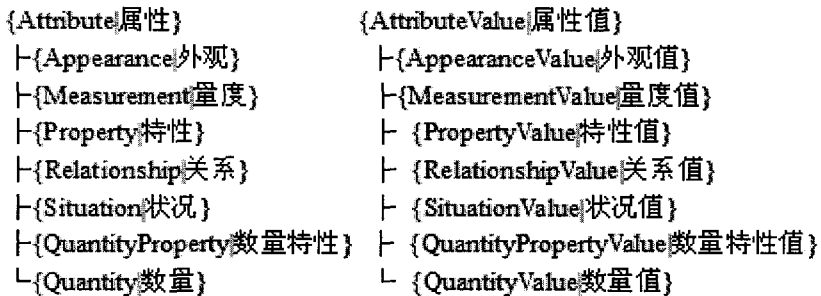 {Attribute|属性} {AttributeValue|属性值}
├{Appearance|外观} ├{AppearanceValue|外观值}
├{Measurement|量度} ├{MeasurementValue|量度值}
├{Property|特性} ├ {PropertyValue|特性值}
├{Relationship|关系} ├ {RelationshipValue|关系值}
├{Situation|状况} ├ {SituationValue|状况值}
├{QuantityProperty|数量特性} ├ {QuantityPropertyValue|数量特性值}
└{Quantity|数量} └ {QuantityValue|数量值}